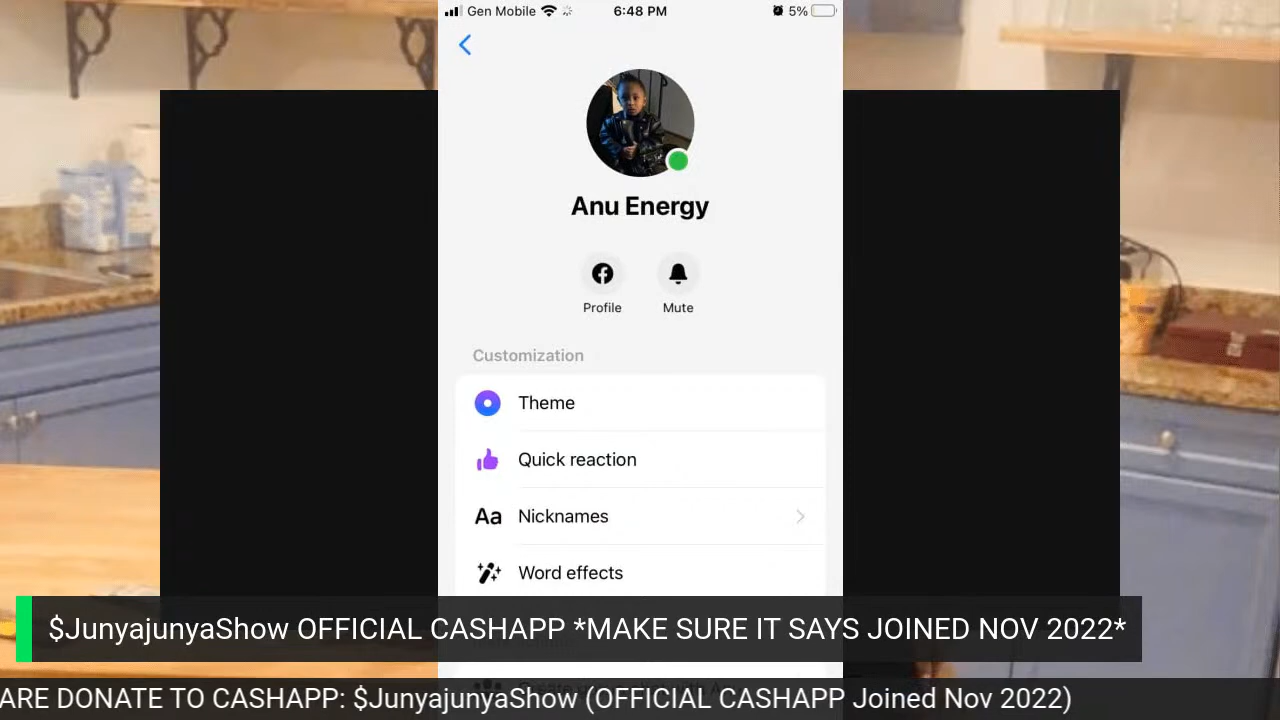 Gen Mobile 6:48 PM 5%
Anu Energy
Profile Mute
Customization
Theme
Quick reaction
Aa Nicknames
Word effects
$JunyajunyaShow OFFICIAL CASHAPP *MAKE SURE IT SAYS JOINED NOV 2022*
ARE DONATE TO CASHAPP: $JunyajunyaShow (OFFICIAL CASHAPP Joined Nov 2022)